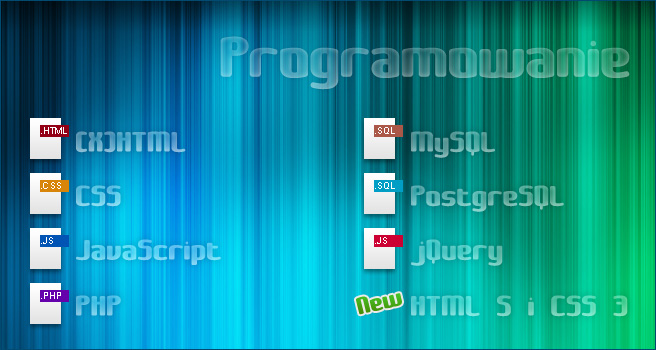 Programowanie
.HTML (X)HTML
.CSS CSS
.JS JavaScript
.PHP PHP
.SQL MySQL
.SQL PostgreSQL
.JS jQuery
New HTML 5 i CSS 3